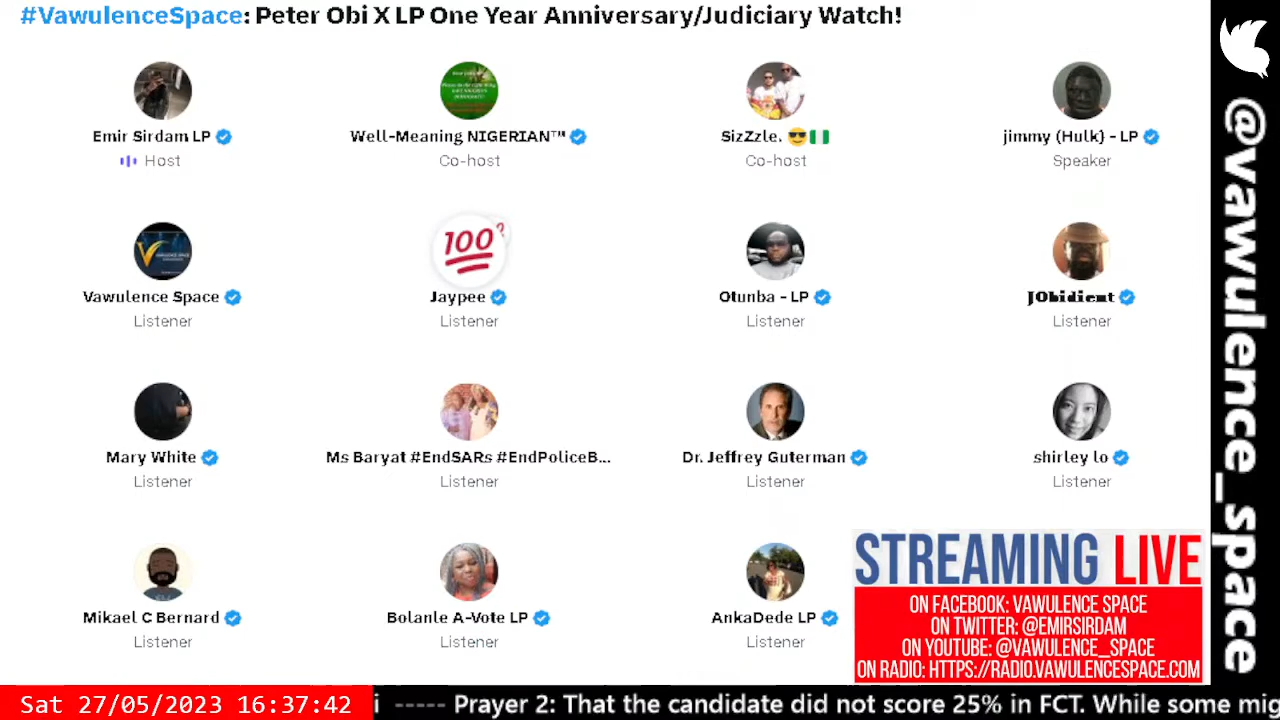 #VawulenceSpace: Peter Obi X LP One Year Anniversary/Judiciary Watch!
Emir Sirdam LP
Host
Well-Meaning NIGERIAN™
Co-host
SizZzle. 😎🇳🇬
Co-host
jimmy (Hulk) - LP
Speaker
Vawulence Space
Listener
100
Jaypee
Listener
Otunba - LP
Listener
JObidient
Listener
Mary White
Listener
Ms Baryat #EndSARs #EndPoliceB...
Listener
Dr. Jeffrey Guterman
Listener
shirley lo
Listener
Mikael C Bernard
Listener
Bolanle A-Vote LP
Listener
AnkaDede LP
Listener
STREAMING LIVE
ON FACEBOOK: VAWULENCE SPACE
ON TWITTER: @EMIRSIRDAM
ON YOUTUBE: @VAWULENCE_SPACE
ON RADIO: HTTPS://RADIO.VAWULENCESPACE.COM
@vawulence_space
Sat 27/05/2023 16:37:42
i ----- Prayer 2: That the candidate did not score 25% in FCT. While some mig